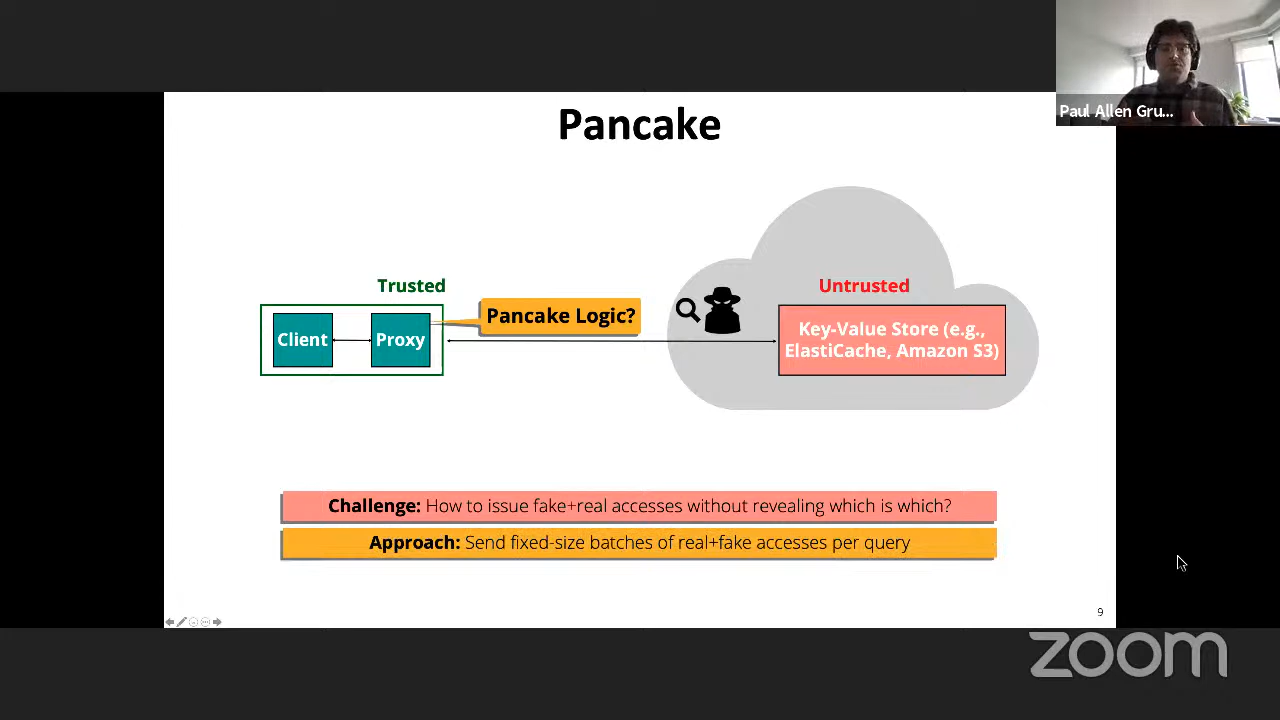 Paul Allen Gru...
Pancake
Trusted
Untrusted
Pancake Logic?
Client
Proxy
Key-Value Store (e.g.,
ElastiCache, Amazon S3)
Challenge: How to issue fake+real accesses without revealing which is which?
Approach: Send fixed-size batches of real+fake accesses per query
9
zoom